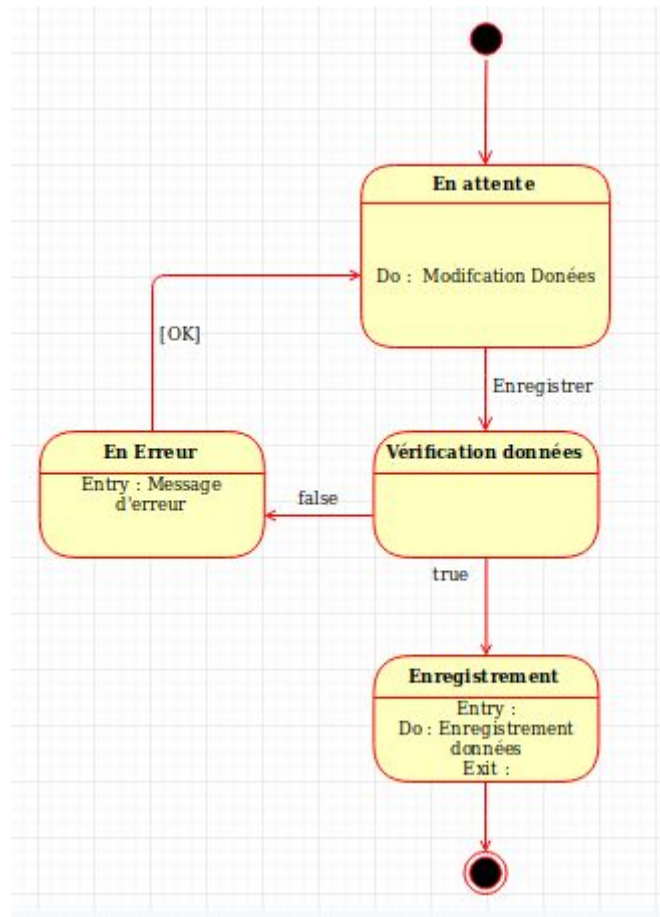 En attente
Do : Modifcation Donées
[OK]
Enregistrer
En Erreur
Entry : Message
d'erreur
Vérification données
false
true
Enregistrement
Entry :
Do : Enregistrement
données
Exit :